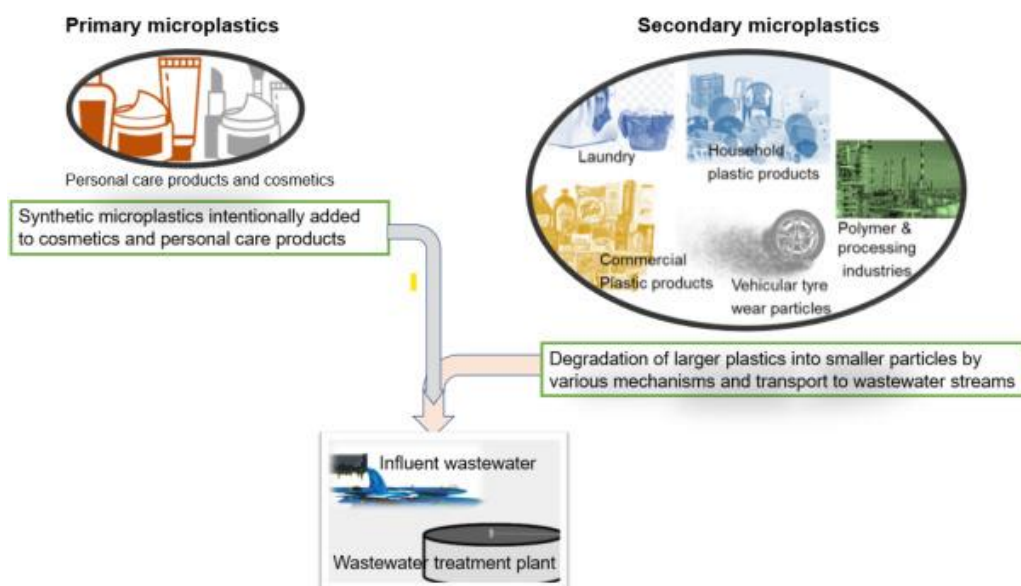 Primary microplastics
Secondary microplastics
Personal care products and cosmetics
Synthetic microplastics intentionally added
to cosmetics and personal care products
Laundry
Household
plastic products
Commercial
Plastic products
Vehicular tyre
wear particles
Polymer &
processing
industries
Degradation of larger plastics into smaller particles by
various mechanisms and transport to wastewater streams
Influent wastewater
Wastewater treatment plant